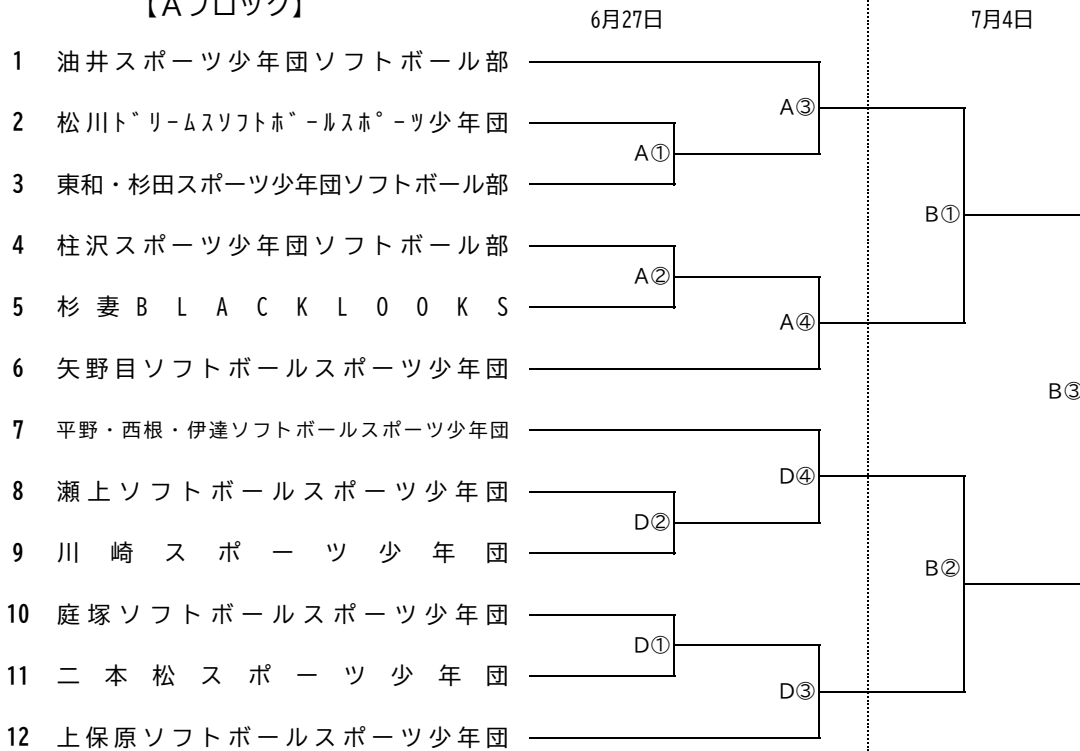 【Aブロック】
6月27日
7月4日
1 油井スポーツ少年団ソフトボール部
A③
2 松川ﾄﾞﾘｰﾑｽソフトﾎﾞｰﾙｽﾎﾟｰﾂ少年団
A①
3 東和・杉田スポーツ少年団ソフトボール部
B①
4 柱沢スポーツ少年団ソフトボール部
A②
5 杉妻BLACKLOOKS
A④
6 矢野目ソフトボールスポーツ少年団
B③
7 平野・西根・伊達ソフトボールスポーツ少年団
D④
8 瀬上ソフトボールスポーツ少年団
D②
9 川崎スポーツ少年団
B②
10 庭塚ソフトボールスポーツ少年団
D①
11 二本松スポーツ少年団
D③
12 上保原ソフトボールスポーツ少年団